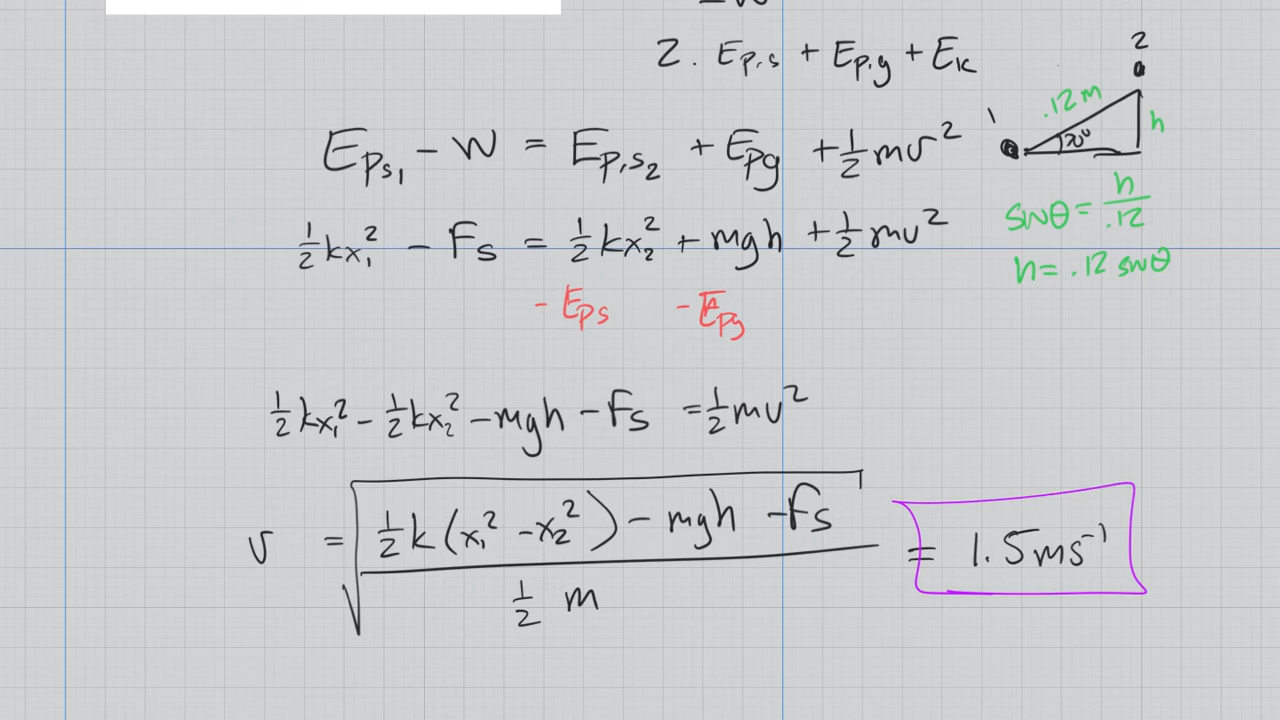 2. Ep,s + Ep,g + Ek
2
.12 m
1
h
20°
Eps₁ - W = Ep,s₂ + Epg + ½mv²
sinθ = h/.12
½kx₁² - Fs = ½kx₂² + mgh + ½mv²
h = .12 sinθ
- Eps - Epg
½kx₁² - ½kx₂² - mgh - Fs = ½mv²
v = √((½k(x₁² - x₂²) - mgh - Fs)/(½ m)) = 1.5ms⁻¹